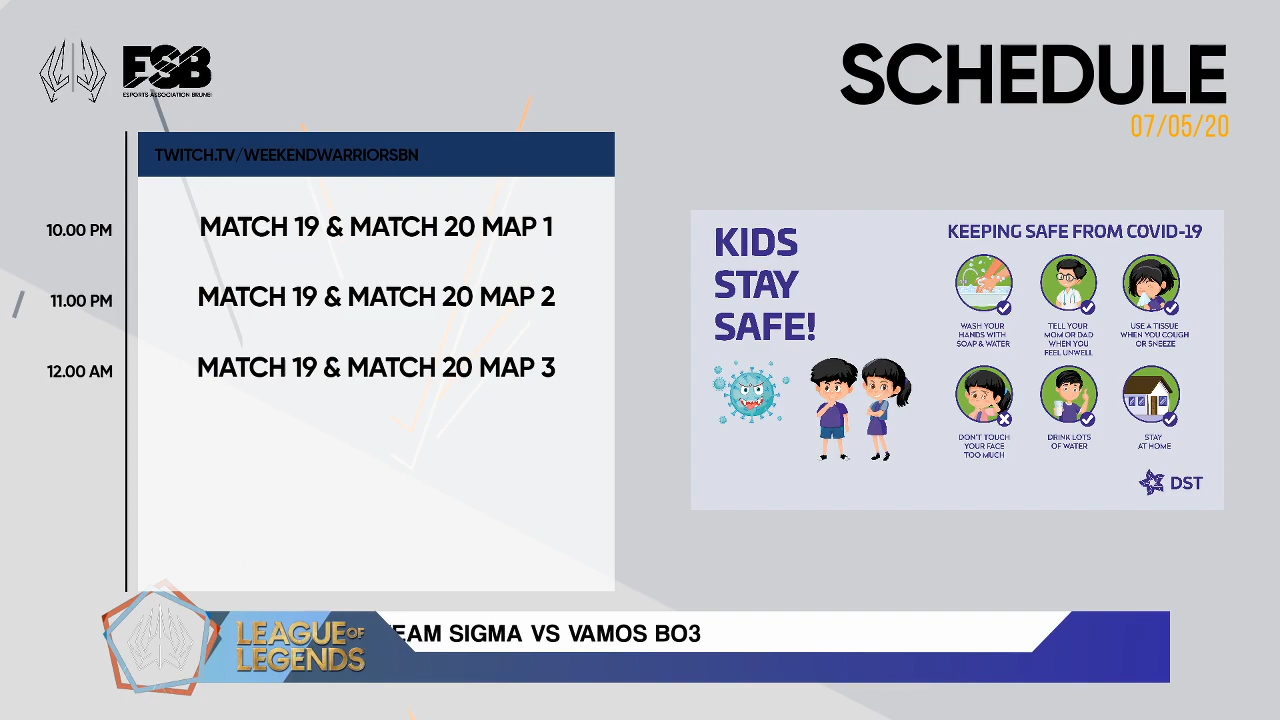 ESB
ESPORTS ASSOCIATION BRUNEI
SCHEDULE
07/05/20
TWITCH.TV/WEEKENDWARRIORSBN
10.00 PM
MATCH 19 & MATCH 20 MAP 1
11.00 PM
MATCH 19 & MATCH 20 MAP 2
12.00 AM
MATCH 19 & MATCH 20 MAP 3
KIDS
STAY
SAFE!
KEEPING SAFE FROM COVID-19
WASH YOUR
HANDS WITH
SOAP & WATER
TELL YOUR
MOM OR DAD
WHEN YOU
FEEL UNWELL
USE A TISSUE
WHEN YOU COUGH
OR SNEEZE
DON'T TOUCH
YOUR FACE
TOO MUCH
DRINK LOTS
OF WATER
STAY
AT HOME
DST
LEAGUE OF
LEGENDS
EAM SIGMA VS VAMOS BO3